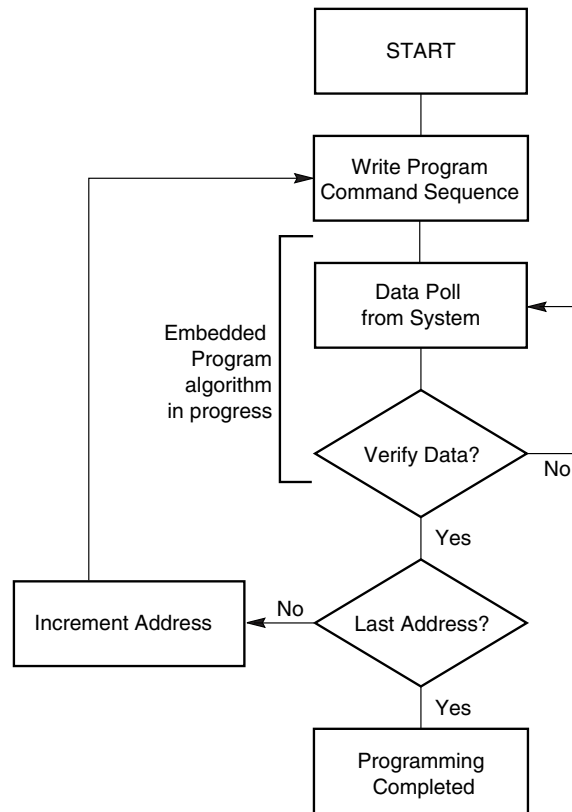 START
Write Program
Command Sequence
Data Poll
from System
Embedded
Program
algorithm
in progress
Verify Data?
No
Yes
Increment Address
No
Last Address?
Yes
Programming
Completed